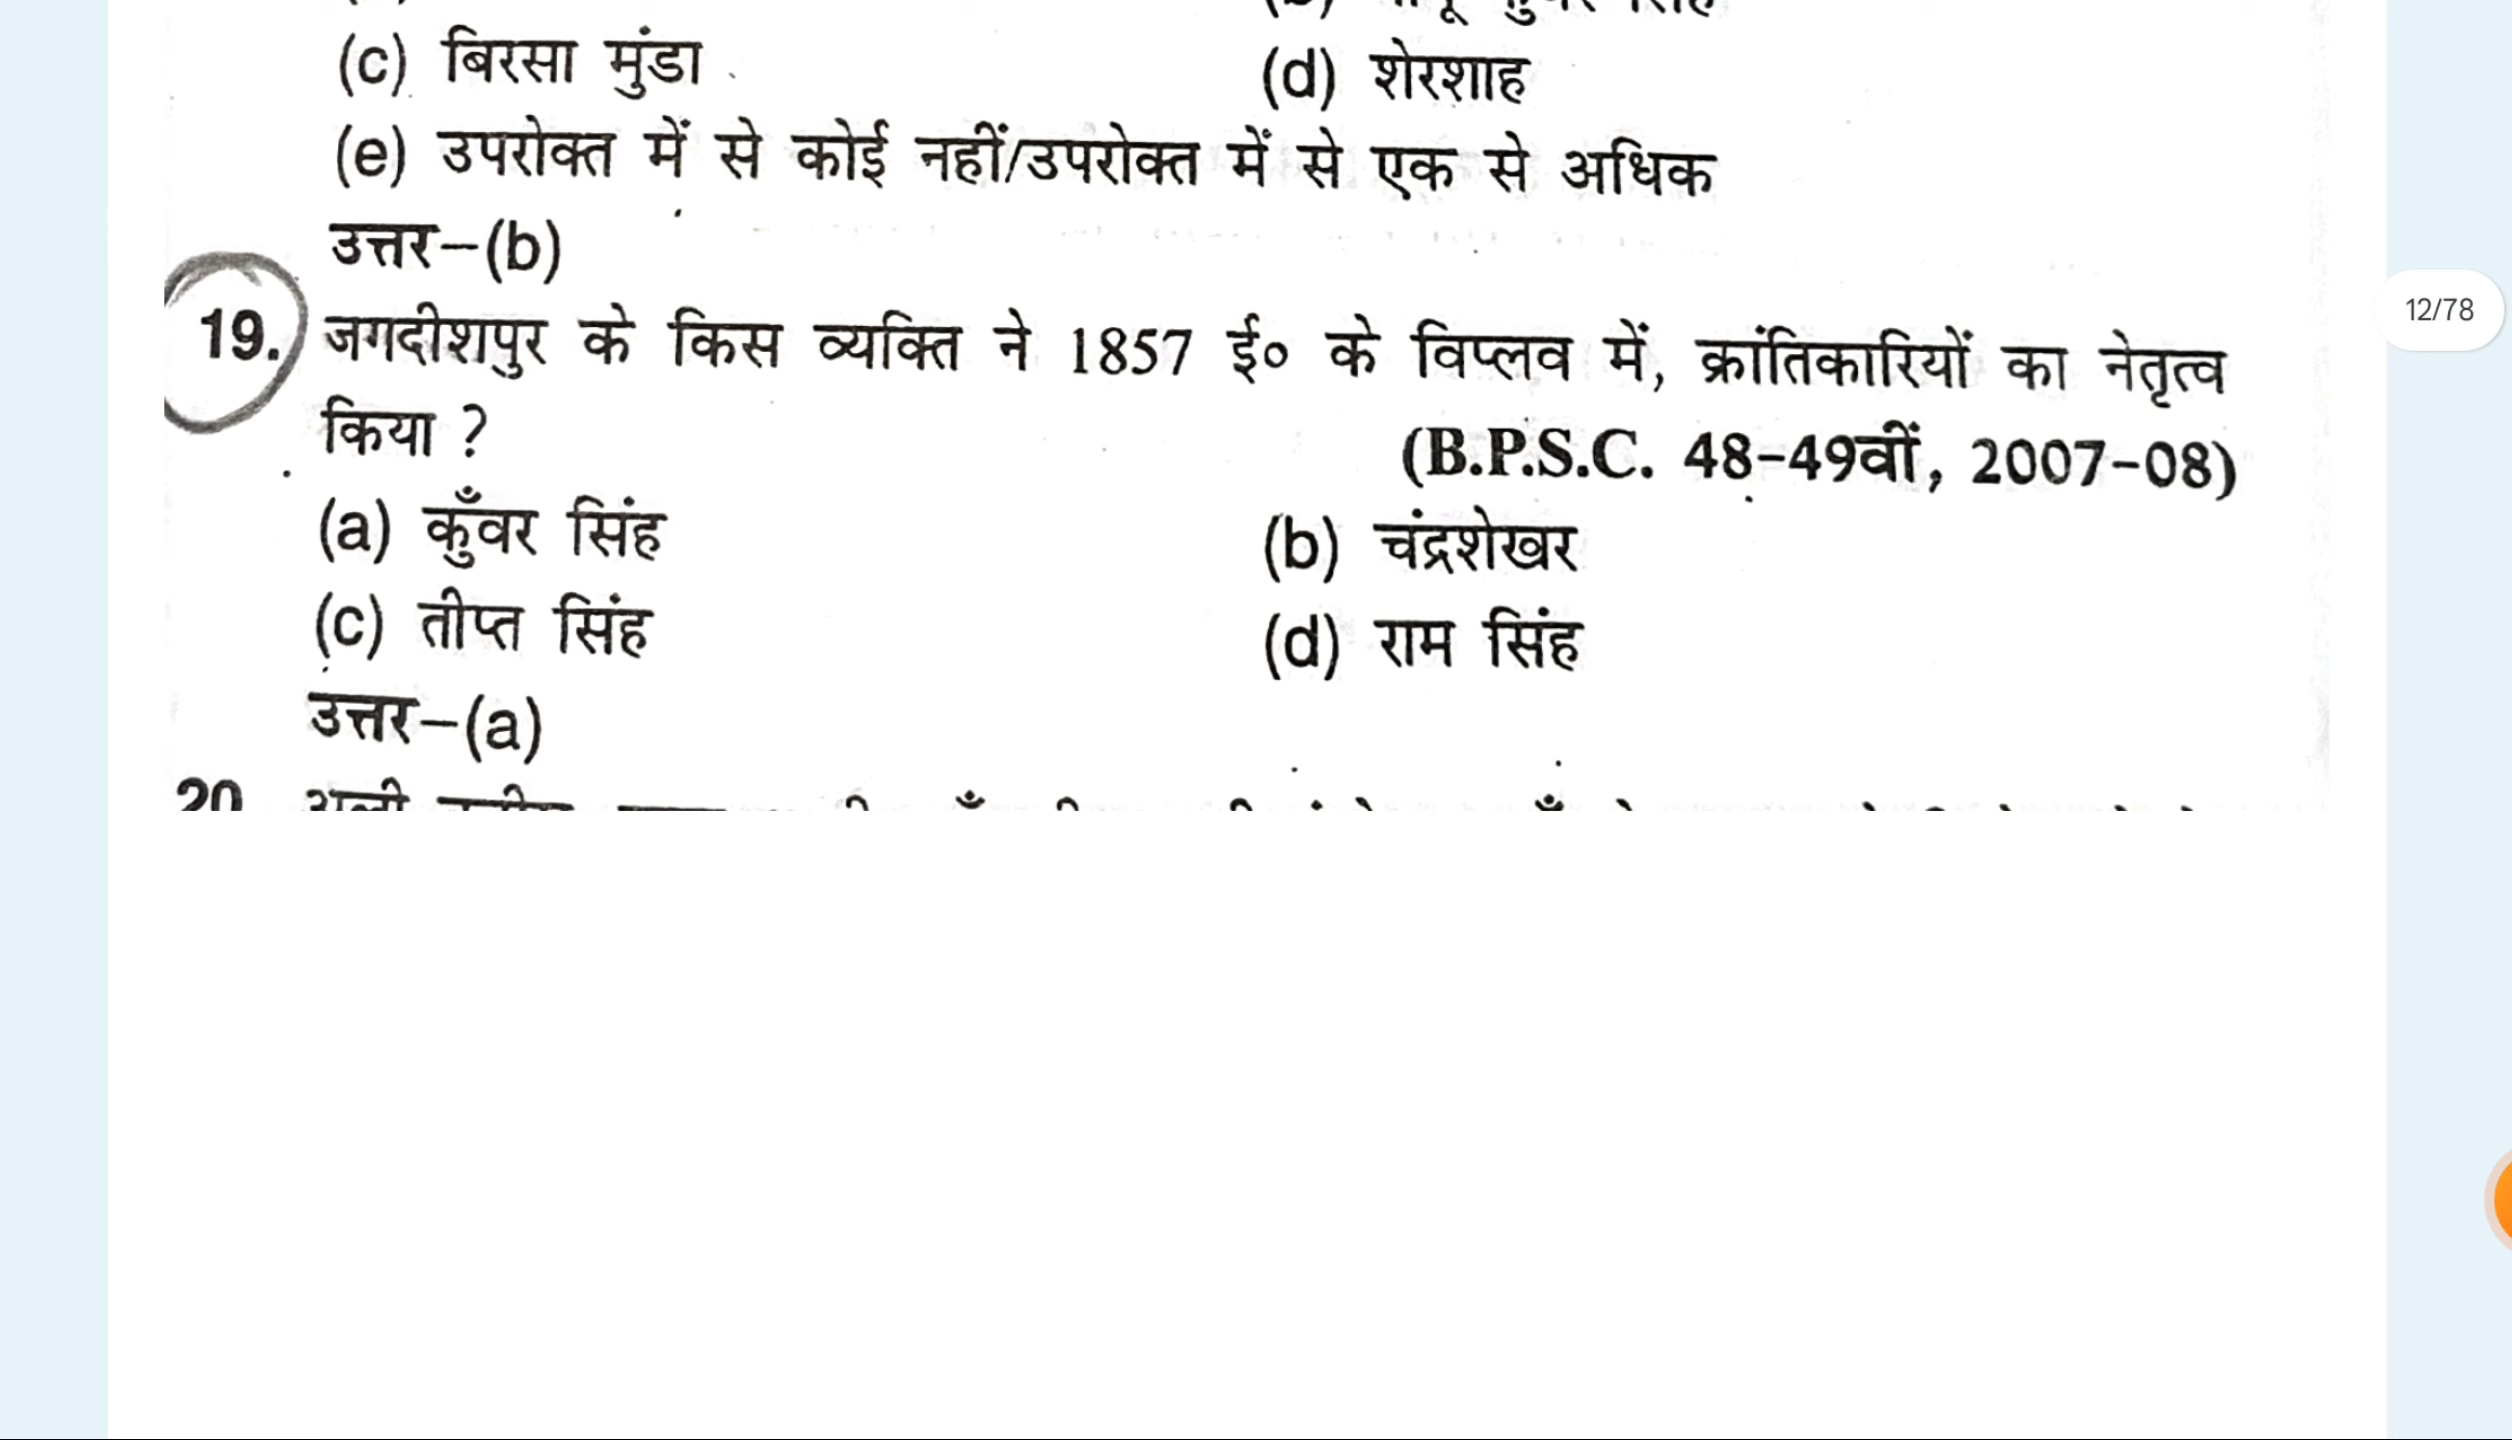 (c) बिरसा मुंडा
(d) शेरशाह
(e) उपरोक्त में से कोई नहीं/उपरोक्त में से एक से अधिक
उत्तर–(b)
19. जगदीशपुर के किस व्यक्ति ने 1857 ई० के विप्लव में, क्रांतिकारियों का नेतृत्व
किया ?
(B.P.S.C. 48-49वीं, 2007-08)
(a) कुँवर सिंह
(b) चंद्रशेखर
(c) तीप्त सिंह
(d) राम सिंह
उत्तर–(a)
20
12/78